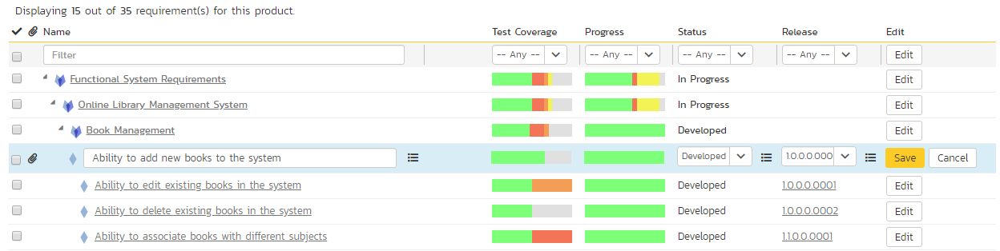 Displaying 15 out of 35 requirement(s) for this product.
Name Test Coverage Progress Status Release Edit
Filter -- Any -- -- Any -- -- Any -- -- Any -- Edit
Functional System Requirements In Progress Edit
Online Library Management System In Progress Edit
Book Management Developed Edit
Ability to add new books to the system Developed 1.0.0.0.000 Save Cancel
Ability to edit existing books in the system Developed 1.0.0.0.0001 Edit
Ability to delete existing books in the system Developed 1.0.0.0.0002 Edit
Ability to associate books with different subjects Developed 1.1.0.0.0001 Edit